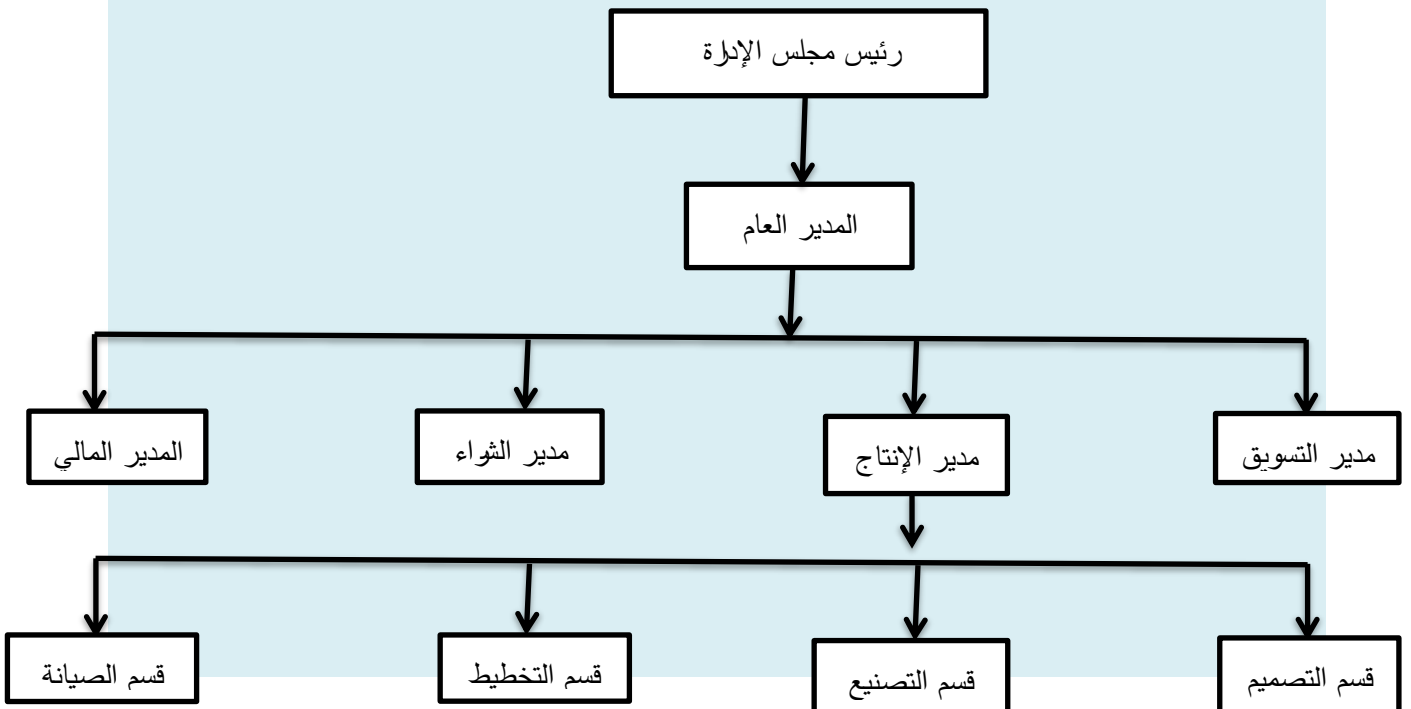 رئيس مجلس الإدارة
المدير العام
مدير التسويق
مدير الإنتاج
مدير الثواء
المدير المالي
قسم التصميم
قسم التصنيع
قسم التخطيط
قسم الصيانة